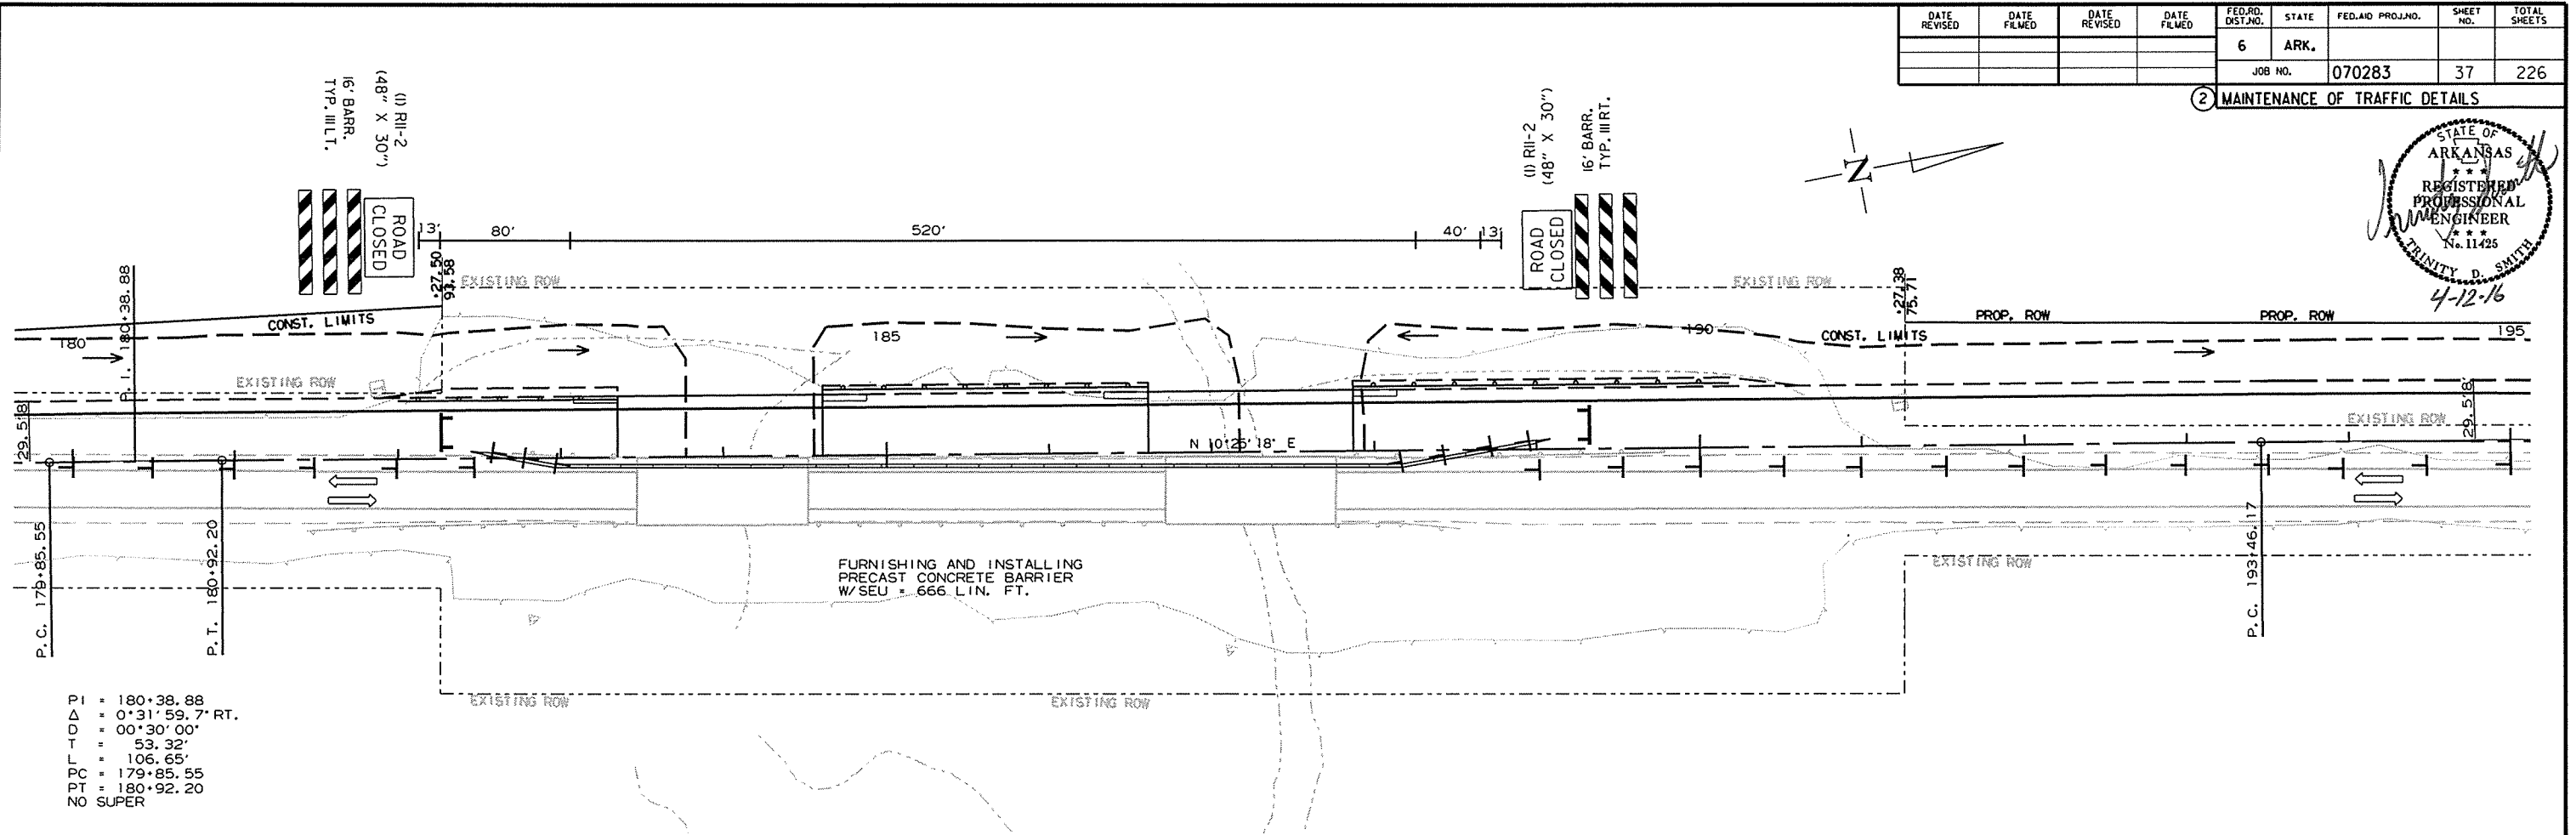 DATE REVISED
DATE FILMED
DATE REVISED
DATE FILMED
FED.RD. DIST.NO.
STATE
FED.AID PROJ.NO.
SHEET NO.
TOTAL SHEETS
6
ARK.
JOB NO.
070283
37
226
2
MAINTENANCE OF TRAFFIC DETAILS
STATE OF
ARKANSAS
REGISTERED
PROFESSIONAL
ENGINEER
No. 11425
TRINITY D. SMITH
4-12-16
N
(1) R11-2
(48" X 30")
16' BARR.
TYP. III LT.
ROAD
CLOSED
13'
80'
520'
40'
13'
(1) R11-2
(48" X 30")
16' BARR.
TYP. III RT.
ROAD
CLOSED
P.I. 180+38.88
+27.50
93.58
EXISTING ROW
EXISTING ROW
+27.38
75.71
CONST. LIMITS
180
185
190
CONST. LIMITS
PROP. ROW
PROP. ROW
195
EXISTING ROW
29.58'
29.58'
EXISTING ROW
N 10°25'18" E
P.C. 179+85.55
P.T. 180+92.20
P.C. 193+46.17
FURNISHING AND INSTALLING
PRECAST CONCRETE BARRIER
W/SEU = 666 LIN. FT.
EXISTING ROW
EXISTING ROW
EXISTING ROW
PI = 180+38.88
Δ = 0°31'59.7" RT.
D = 00°30'00"
T = 53.32'
L = 106.65'
PC = 179+85.55
PT = 180+92.20
NO SUPER